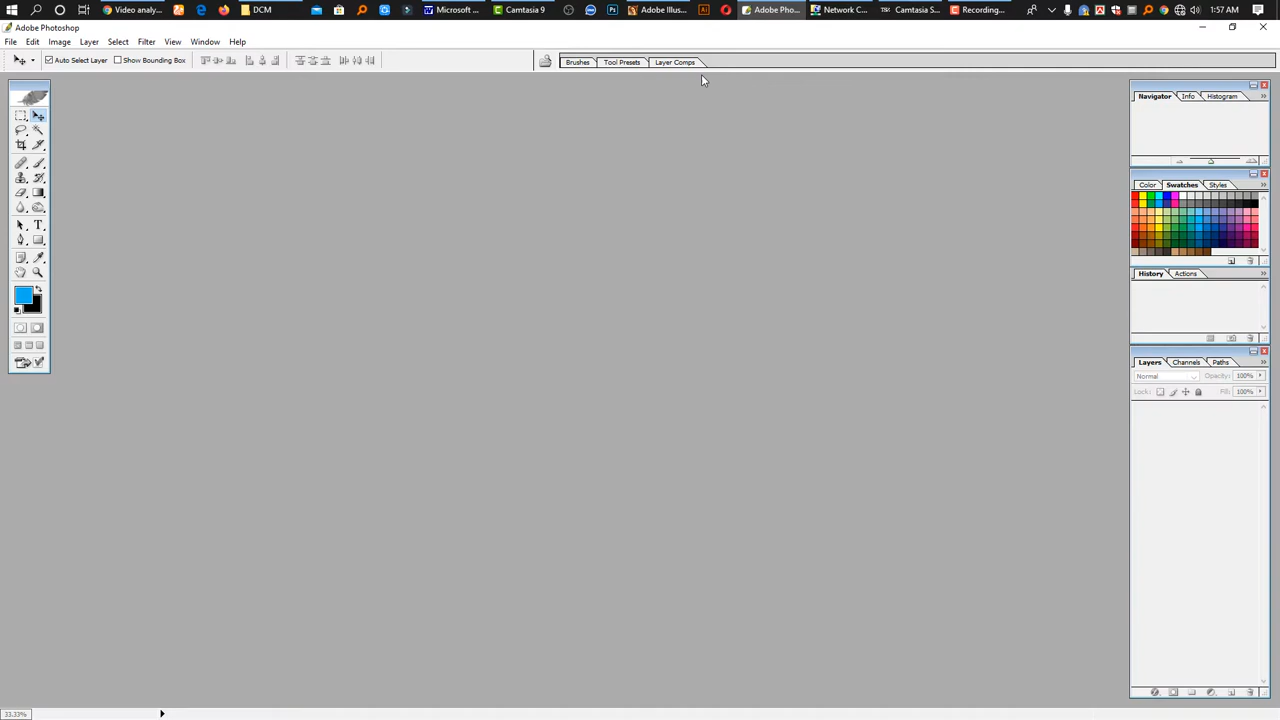 Video analy...
DCM
Microsoft ...
Camtasia 9
Adobe Illus...
Adobe Pho...
Network C...
Camtasia S...
Recording...
1:57 AM
Adobe Photoshop
File Edit Image Layer Select Filter View Window Help
Auto Select Layer Show Bounding Box Brushes Tool Presets Layer Comps
Navigator Info Histogram
Color Swatches Styles
History Actions
Layers Channels Paths
Normal Opacity: 100%
Lock: Fill: 100%
33.33%